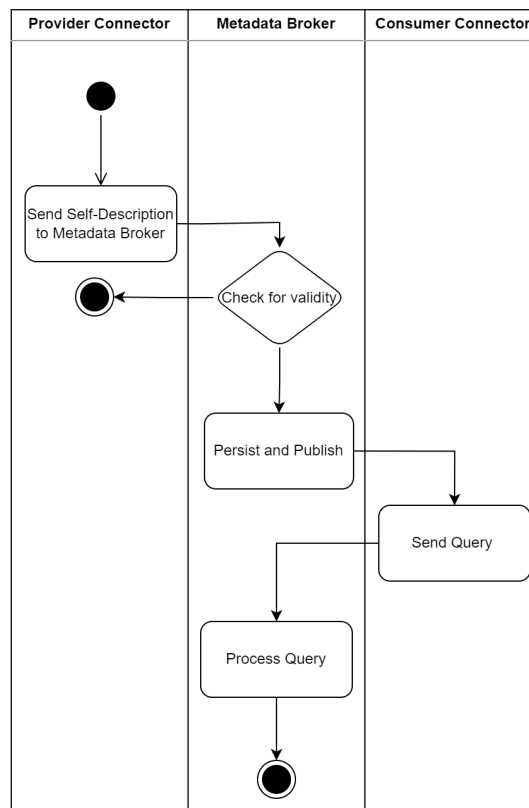 Provider Connector
Metadata Broker
Consumer Connector
Send Self-Description
to Metadata Broker
Check for validity
Persist and Publish
Send Query
Process Query